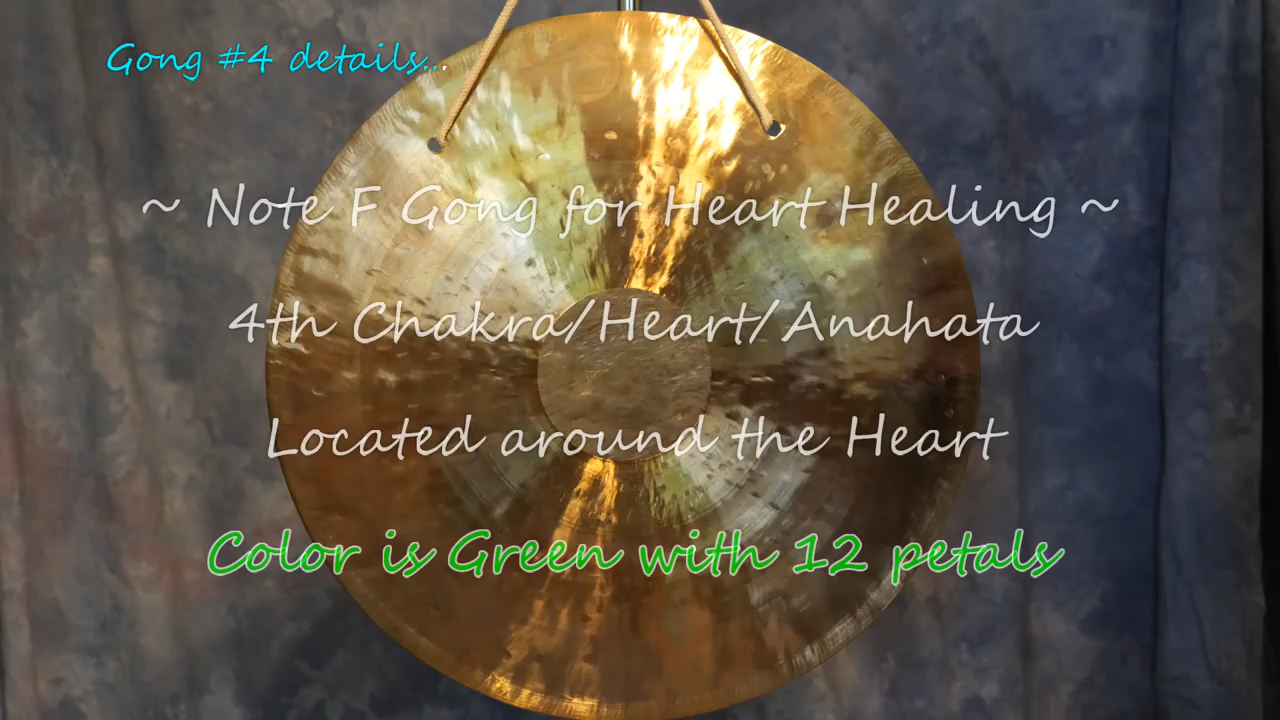 Gong #4 details...
~ Note F Gong for Heart Healing ~
4th Chakra/Heart/Anahata
Located around the Heart
Color is Green with 12 petals